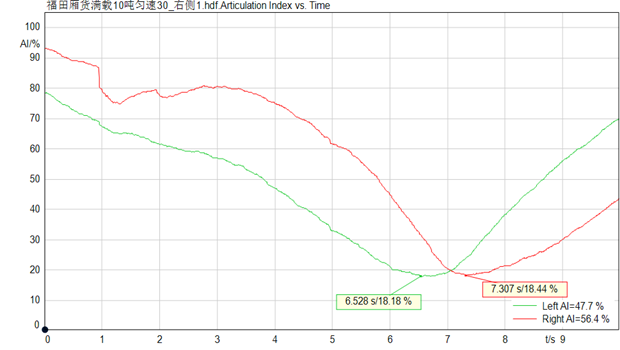 福田厢货满载10吨匀速30_右侧1.hdf.Articulation Index vs. Time
100
AI/%
90
80
70
60
50
40
30
20
10
0
6.528 s/18.18 %
7.307 s/18.44 %
Left AI=47.7 %
Right AI=56.4 %
0 1 2 3 4 5 6 7 8 t/s 9